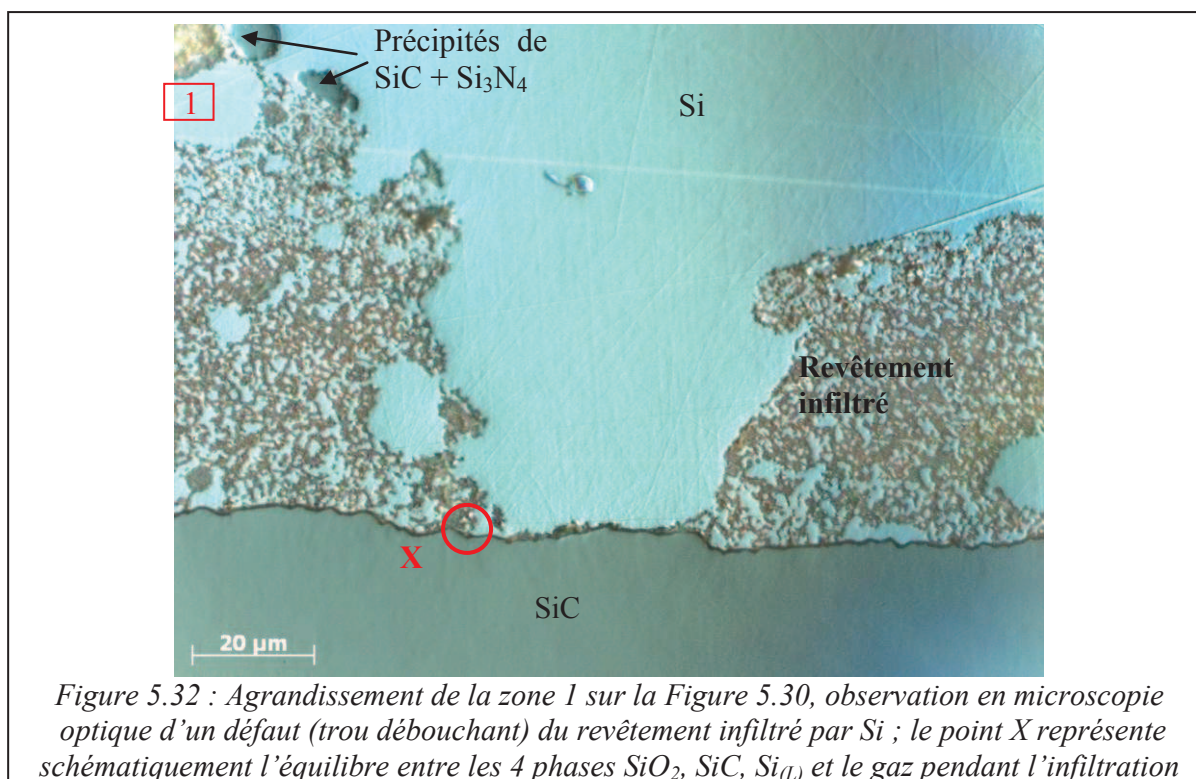 Précipités de
SiC + Si₃N₄
1
Si
Revêtement
infiltré
X
SiC
20 µm
Figure 5.32 : Agrandissement de la zone 1 sur la Figure 5.30, observation en microscopie
optique d’un défaut (trou débouchant) du revêtement infiltré par Si ; le point X représente
schématiquement l’équilibre entre les 4 phases SiO₂, SiC, Si₍L₎ et le gaz pendant l’infiltration